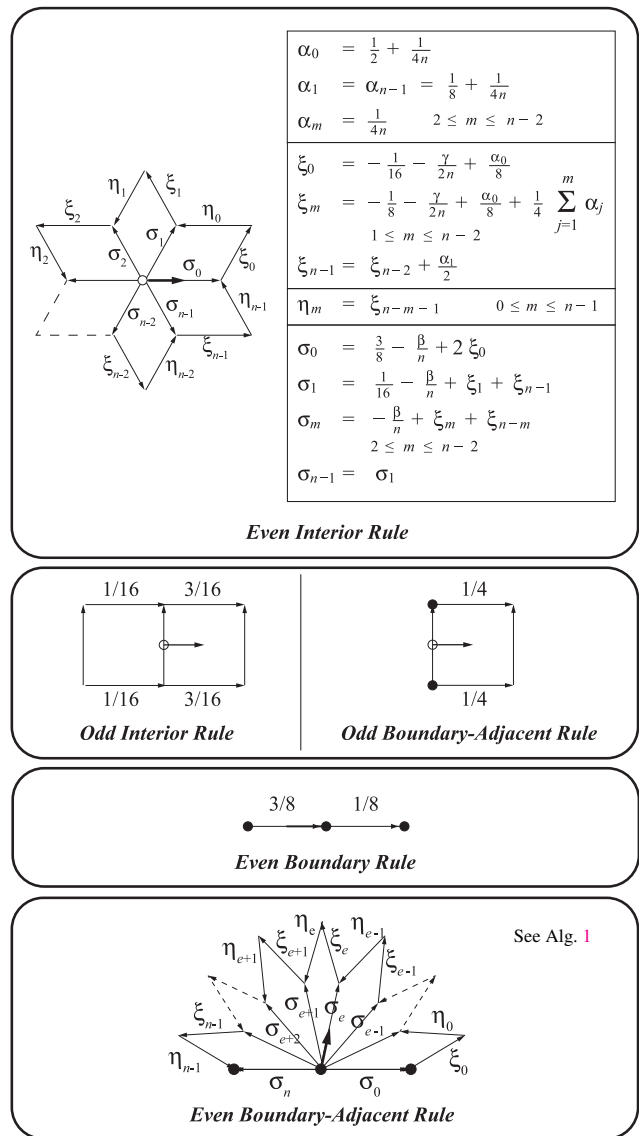 α0 = 1/2 + 1/4n
α1 = αn−1 = 1/8 + 1/4n
αm = 1/4n 2 ≤ m ≤ n−2
ξ0 = − 1/16 − γ/2n + α0/8
ξm = − 1/8 − γ/2n + α0/8 + 1/4 ∑ m j=1 αj
1 ≤ m ≤ n−2
ξn−1 = ξn−2 + α1/2
ηm = ξn−m−1 0 ≤ m ≤ n−1
σ0 = 3/8 − β/n + 2 ξ0
σ1 = 1/16 − β/n + ξ1 + ξn−1
σm = − β/n + ξm + ξn−m
2 ≤ m ≤ n−2
σn−1 = σ1
η1 ξ1
ξ2 η0
σ1
η2 σ2 σ0 ξ0
σn-2 σn-1 ηn-1
ξn-2 ηn-2 ξn-1
Even Interior Rule
1/16 3/16 1/4
1/16 3/16 1/4
Odd Interior Rule Odd Boundary-Adjacent Rule
3/8 1/8
Even Boundary Rule
See Alg. 1
ηe ηe-1
ηe+1 ξe+1 ξe ξe-1
σe+1 σe
ξn-1 σe+2 σe-1 η0
ηn-1 ξ0
σn σ0
Even Boundary-Adjacent Rule